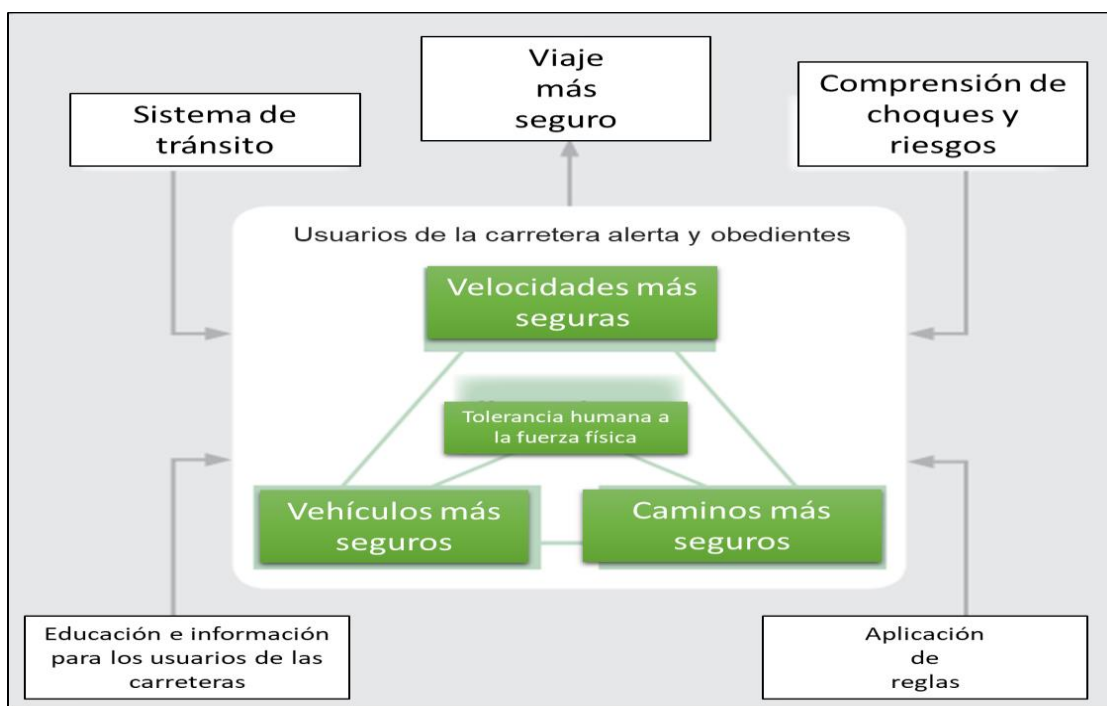 Viaje
más
seguro
Sistema de
tránsito
Comprensión de
choques y
riesgos
Usuarios de la carretera alerta y obedientes
Velocidades más
seguras
Tolerancia humana a
la fuerza física
Vehículos más
seguros
Caminos más
seguros
Educación e información
para los usuarios de las
carreteras
Aplicación
de
reglas